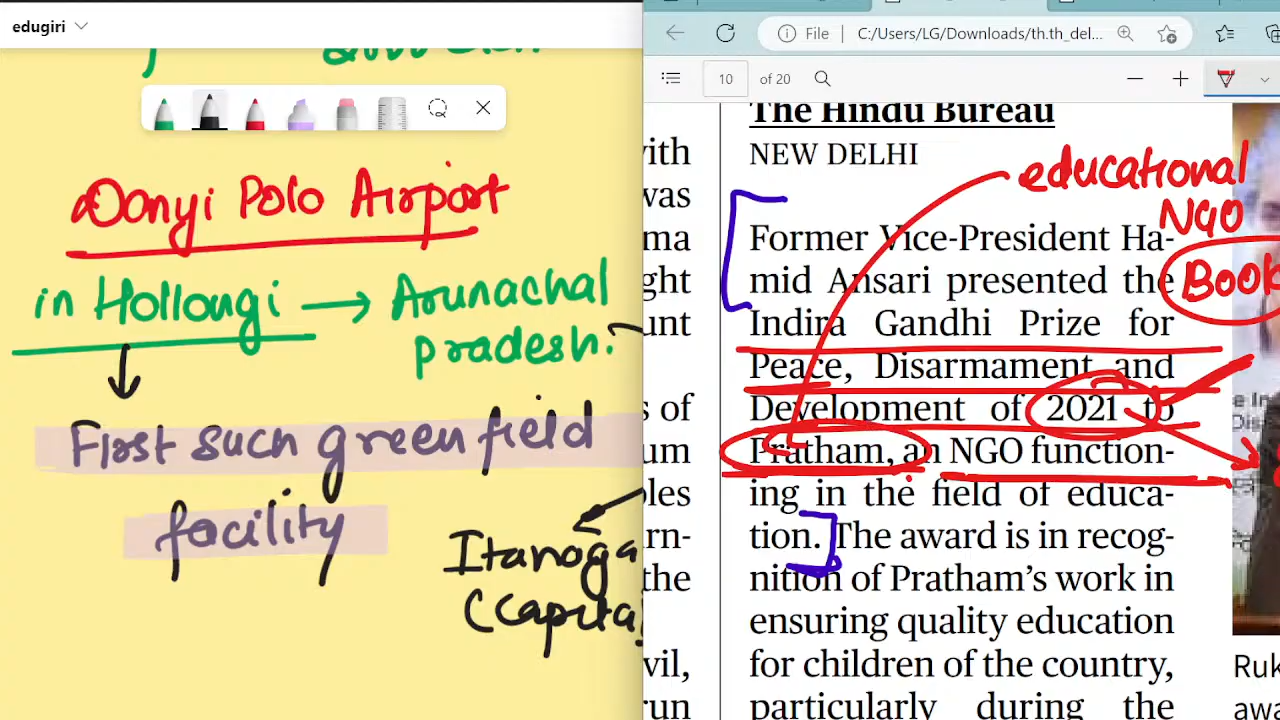 edugiri
Donyi Polo Airport
in Hollongi → Arunachal
pradesh.
First such green field
facility
Itanaga
(Capita
File
C:/Users/LG/Downloads/th.th_del...
10 of 20
The Hindu Bureau
NEW DELHI
educational
NGO
Book
Former Vice-President Ha-
mid Ansari presented the
Indira Gandhi Prize for
Peace, Disarmament and
Development of 2021 to
Pratham, an NGO function-
ing in the field of educa-
tion. The award is in recog-
nition of Pratham's work in
ensuring quality education
for children of the country,
particularly during the
vith
was
ma
ght
unt
s of
um
ples
rn-
the
vil,
run
Ruk
awa